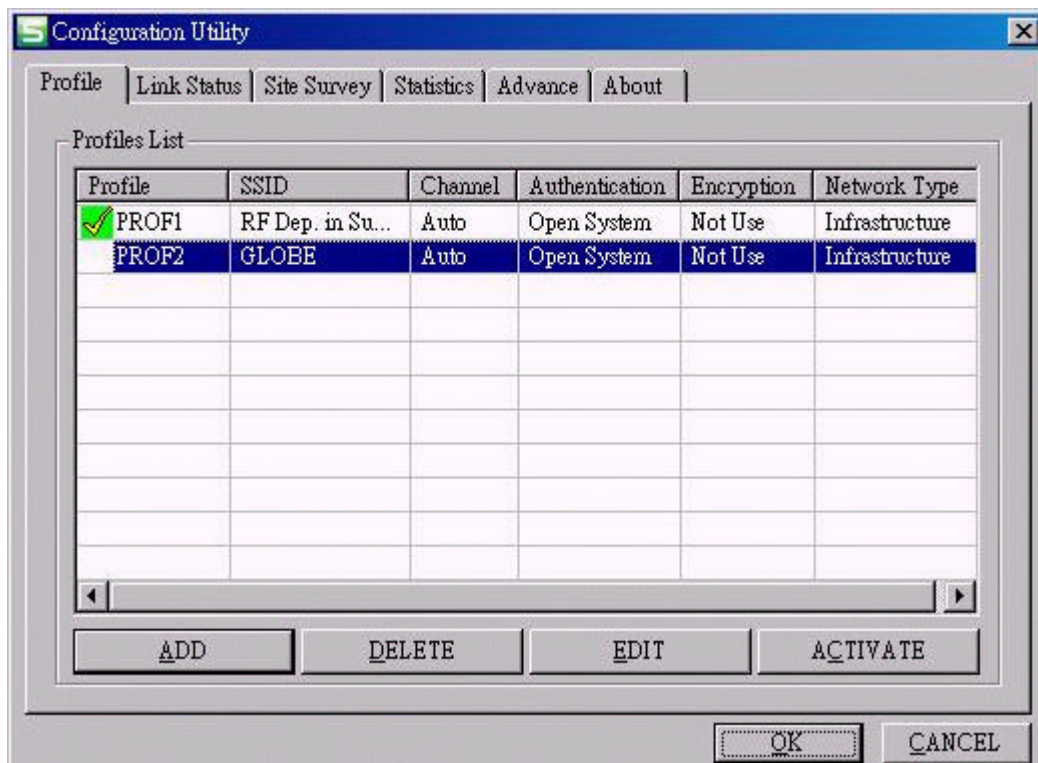 S Configuration Utility
Profile Link Status Site Survey Statistics Advance About
Profiles List
Profile SSID Channel Authentication Encryption Network Type
PROF1 RF Dep. in Su... Auto Open System Not Use Infrastructure
PROF2 GLOBE Auto Open System Not Use Infrastructure
ADD DELETE EDIT ACTIVATE
OK CANCEL